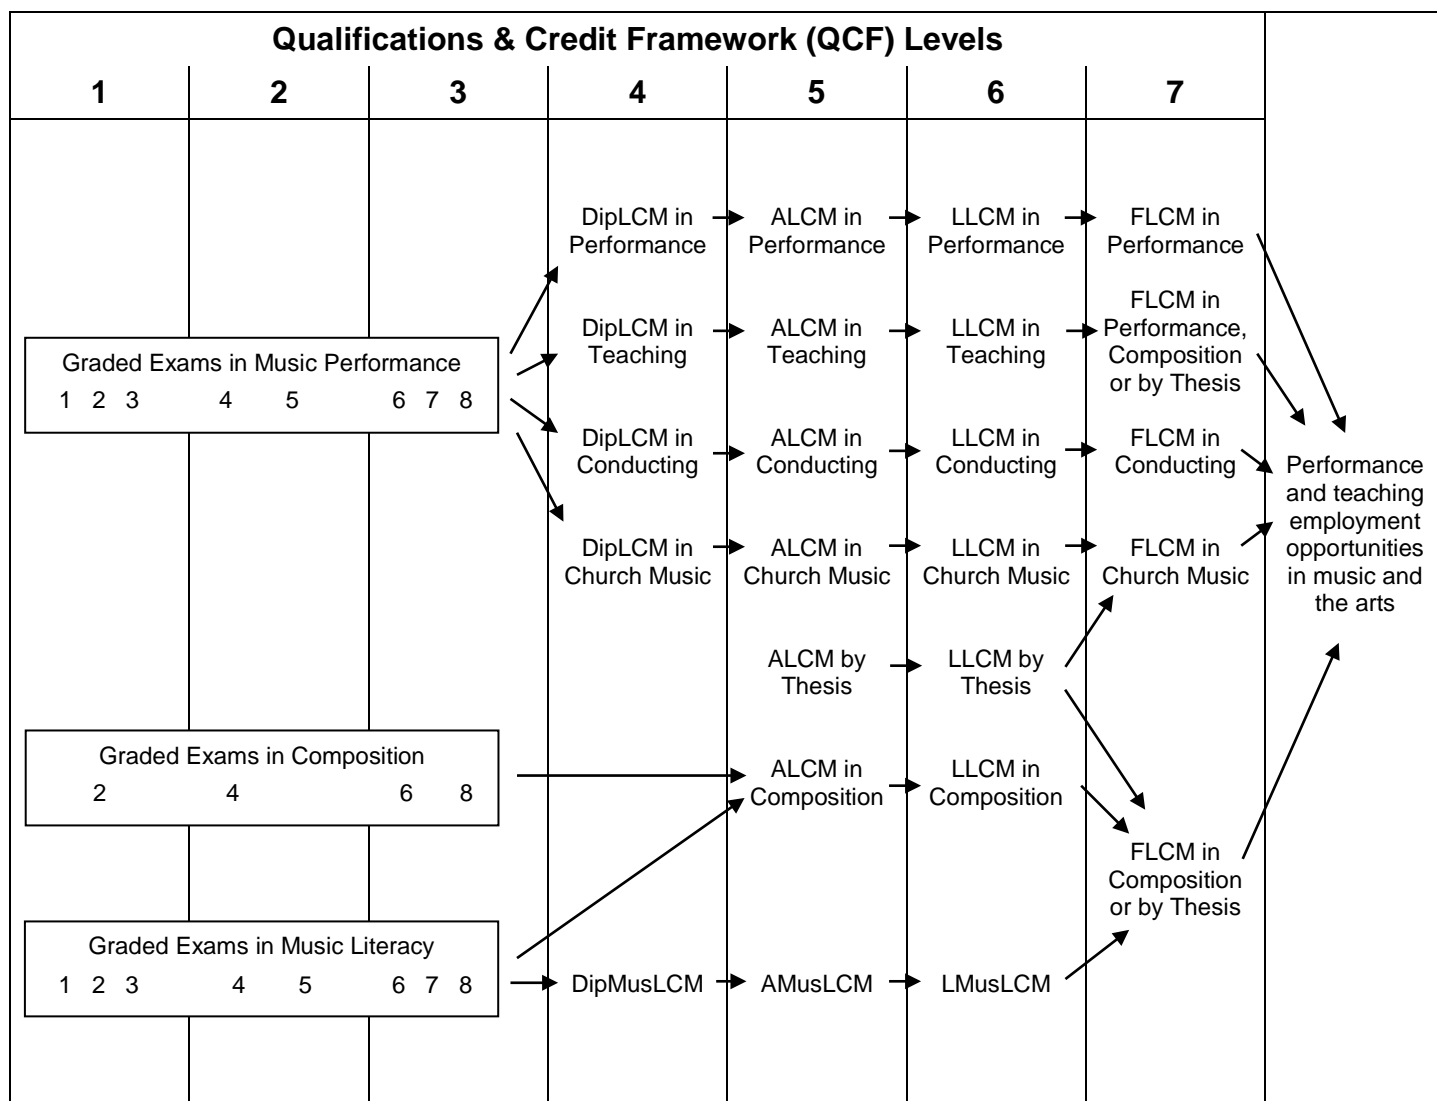 Qualifications & Credit Framework (QCF) Levels
1 2 3 4 5 6 7
DipLCM in
Performance
ALCM in
Performance
LLCM in
Performance
FLCM in
Performance
Graded Exams in Music Performance
1 2 3 4 5 6 7 8
DipLCM in
Teaching
ALCM in
Teaching
LLCM in
Teaching
FLCM in
Performance,
Composition
or by Thesis
DipLCM in
Conducting
ALCM in
Conducting
LLCM in
Conducting
FLCM in
Conducting
DipLCM in
Church Music
ALCM in
Church Music
LLCM in
Church Music
FLCM in
Church Music
Performance
and teaching
employment
opportunities
in music and
the arts
ALCM by
Thesis
LLCM by
Thesis
Graded Exams in Composition
2 4 6 8
ALCM in
Composition
LLCM in
Composition
FLCM in
Composition
or by Thesis
Graded Exams in Music Literacy
1 2 3 4 5 6 7 8
DipMusLCM
AMusLCM
LMusLCM